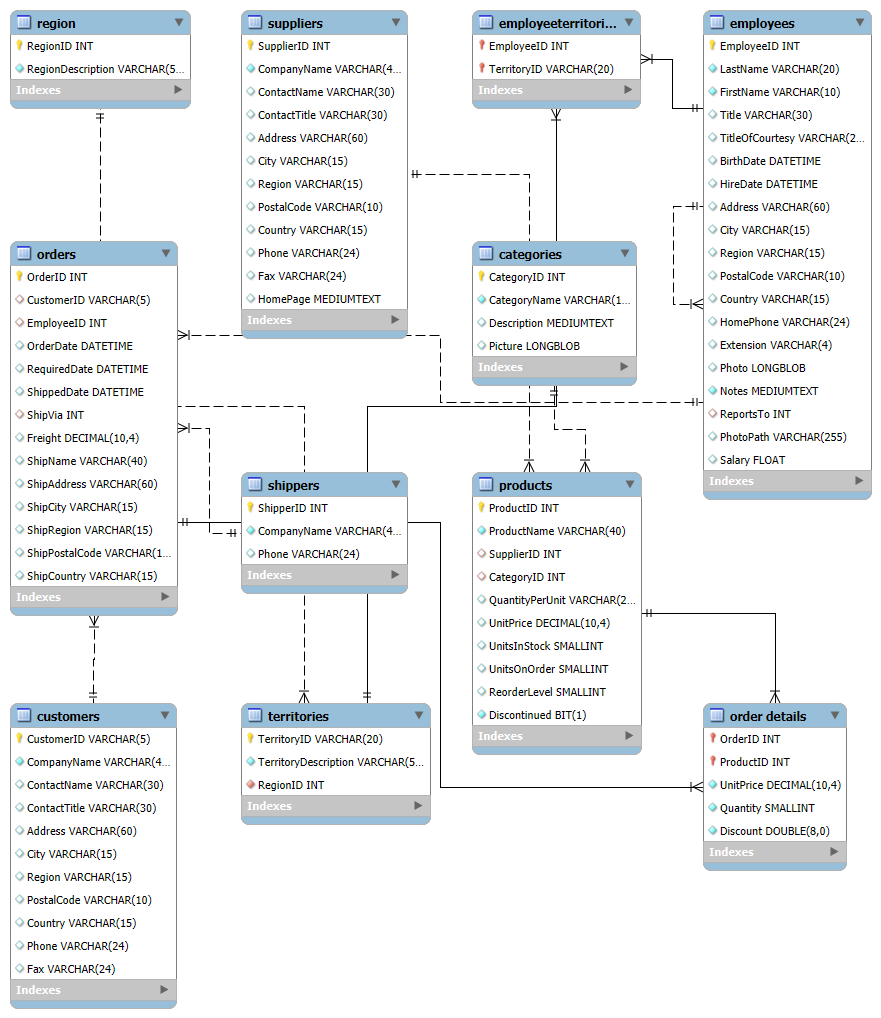 region
RegionID INT
RegionDescription VARCHAR(5...
Indexes
suppliers
SupplierID INT
CompanyName VARCHAR(4...
ContactName VARCHAR(30)
ContactTitle VARCHAR(30)
Address VARCHAR(60)
City VARCHAR(15)
Region VARCHAR(15)
PostalCode VARCHAR(10)
Country VARCHAR(15)
Phone VARCHAR(24)
Fax VARCHAR(24)
HomePage MEDIUMTEXT
Indexes
employeeterritori...
EmployeeID INT
TerritoryID VARCHAR(20)
Indexes
employees
EmployeeID INT
LastName VARCHAR(20)
FirstName VARCHAR(10)
Title VARCHAR(30)
TitleOfCourtesy VARCHAR(2...
BirthDate DATETIME
HireDate DATETIME
Address VARCHAR(60)
City VARCHAR(15)
Region VARCHAR(15)
PostalCode VARCHAR(10)
Country VARCHAR(15)
HomePhone VARCHAR(24)
Extension VARCHAR(4)
Photo LONGBLOB
Notes MEDIUMTEXT
ReportsTo INT
PhotoPath VARCHAR(255)
Salary FLOAT
Indexes
orders
OrderID INT
CustomerID VARCHAR(5)
EmployeeID INT
OrderDate DATETIME
RequiredDate DATETIME
ShippedDate DATETIME
ShipVia INT
Freight DECIMAL(10,4)
ShipName VARCHAR(40)
ShipAddress VARCHAR(60)
ShipCity VARCHAR(15)
ShipRegion VARCHAR(15)
ShipPostalCode VARCHAR(1...
ShipCountry VARCHAR(15)
Indexes
categories
CategoryID INT
CategoryName VARCHAR(1...
Description MEDIUMTEXT
Picture LONGBLOB
Indexes
shippers
ShipperID INT
CompanyName VARCHAR(4...
Phone VARCHAR(24)
Indexes
products
ProductID INT
ProductName VARCHAR(40)
SupplierID INT
CategoryID INT
QuantityPerUnit VARCHAR(2...
UnitPrice DECIMAL(10,4)
UnitsInStock SMALLINT
UnitsOnOrder SMALLINT
ReorderLevel SMALLINT
Discontinued BIT(1)
Indexes
customers
CustomerID VARCHAR(5)
CompanyName VARCHAR(4...
ContactName VARCHAR(30)
ContactTitle VARCHAR(30)
Address VARCHAR(60)
City VARCHAR(15)
Region VARCHAR(15)
PostalCode VARCHAR(10)
Country VARCHAR(15)
Phone VARCHAR(24)
Fax VARCHAR(24)
Indexes
territories
TerritoryID VARCHAR(20)
TerritoryDescription VARCHAR(5...
RegionID INT
Indexes
order details
OrderID INT
ProductID INT
UnitPrice DECIMAL(10,4)
Quantity SMALLINT
Discount DOUBLE(8,0)
Indexes